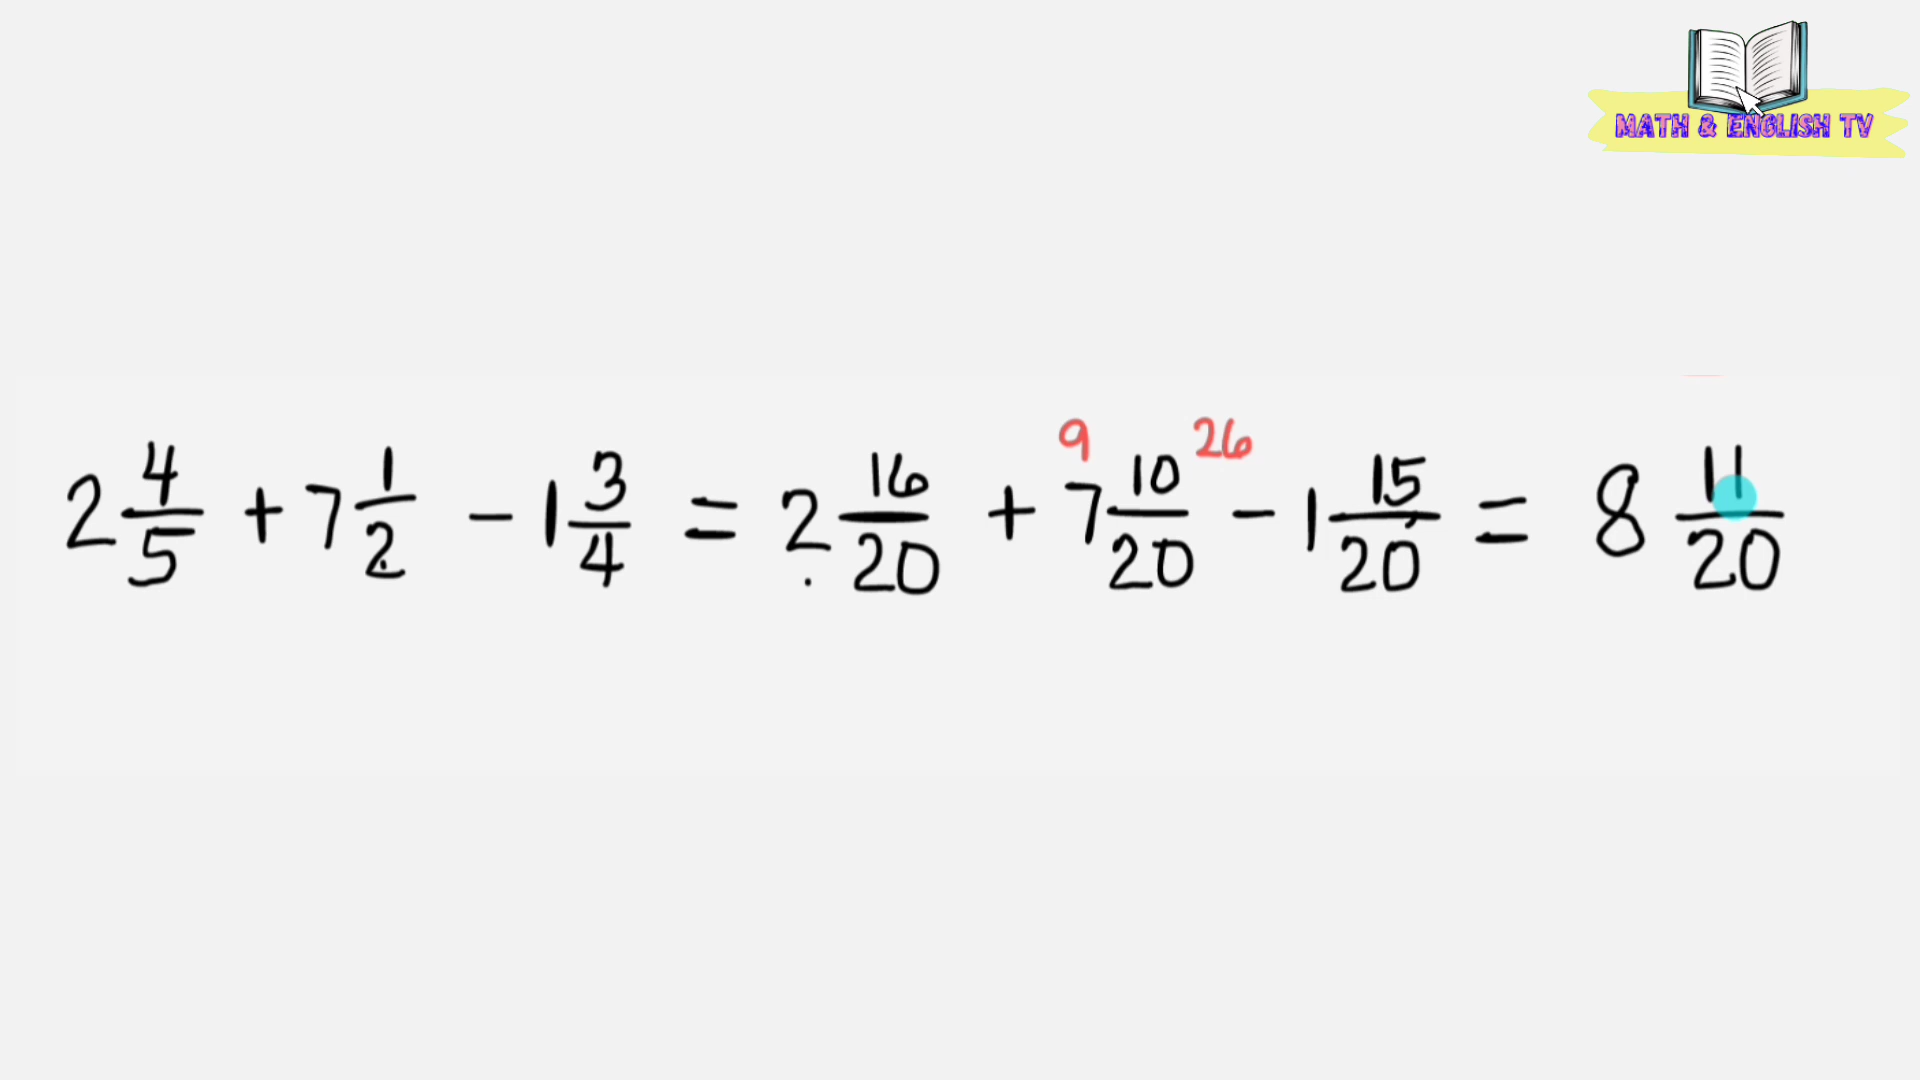 MATH & ENGLISH TV
9 26
2 4/5 + 7 1/2 - 1 3/4 = 2 16/20 + 7 10/20 - 1 15/20 = 8 11/20